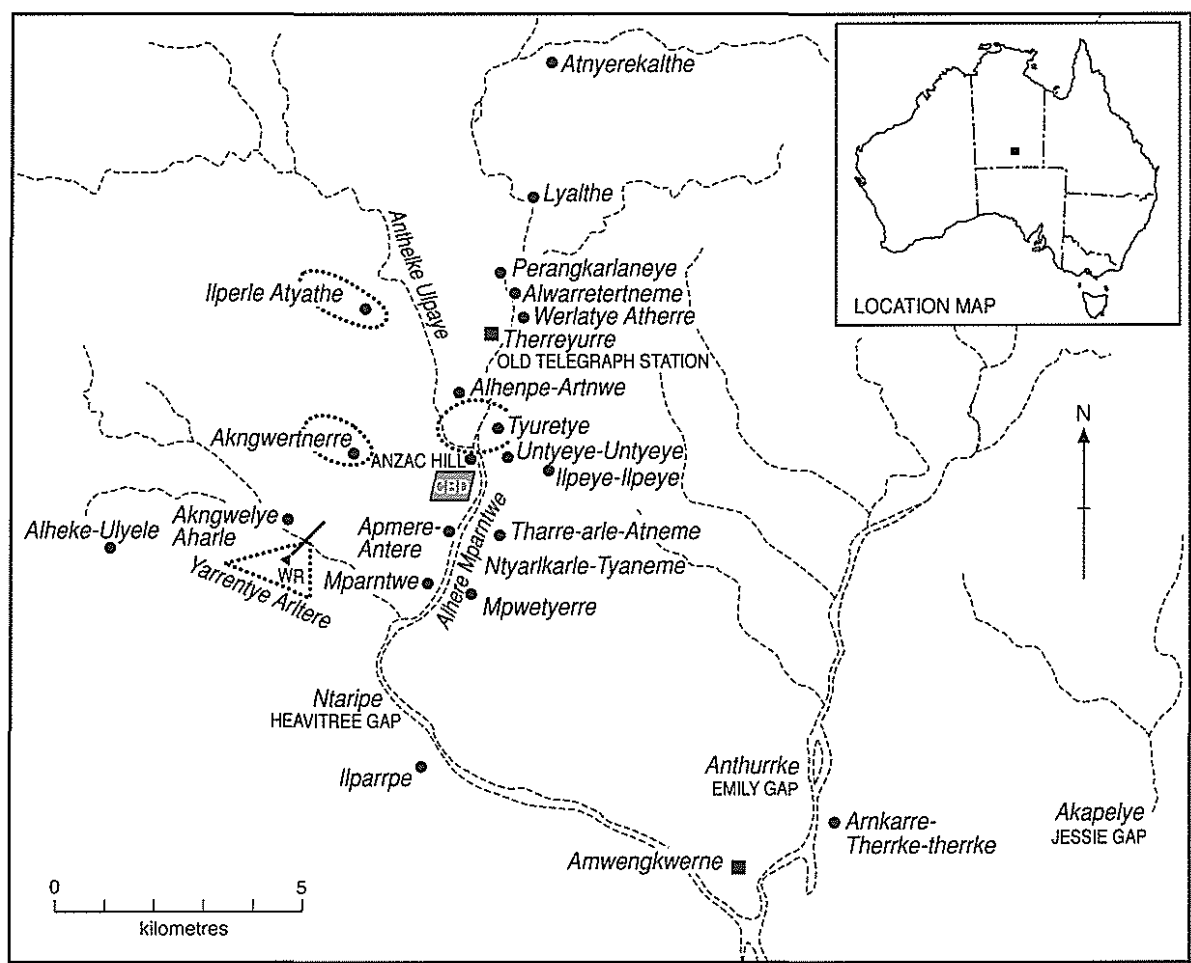 Atnyerekalthe
LOCATION MAP
Lyalthe
Anthelke Ulpaye
Perangkarlaneye
Alwarretertneme
Werlatye Atherre
Ilperle Atyathe
Therreyurre
OLD TELEGRAPH STATION
Alhenpe-Artnwe
N
Tyuretye
Akngwertnerre
ANZAC HILL
Untyeye-Untyeye
Ilpeye-Ilpeye
CBD
Akngwelye
Aharle
Alheke-Ulyele
Apmere-
Antere
Tharre-arle-Atneme
WR
Yarrentye Arltere
Ntyarlkarle-Tyaneme
Mparntwe
Alhere Mparntwe
Mpwetyerre
Ntaripe
HEAVITREE GAP
Ilparrpe
Anthurrke
EMILY GAP
Arnkarre-
Therrke-therrke
Akapelye
JESSIE GAP
Amwengkwerne
0 5
kilometres